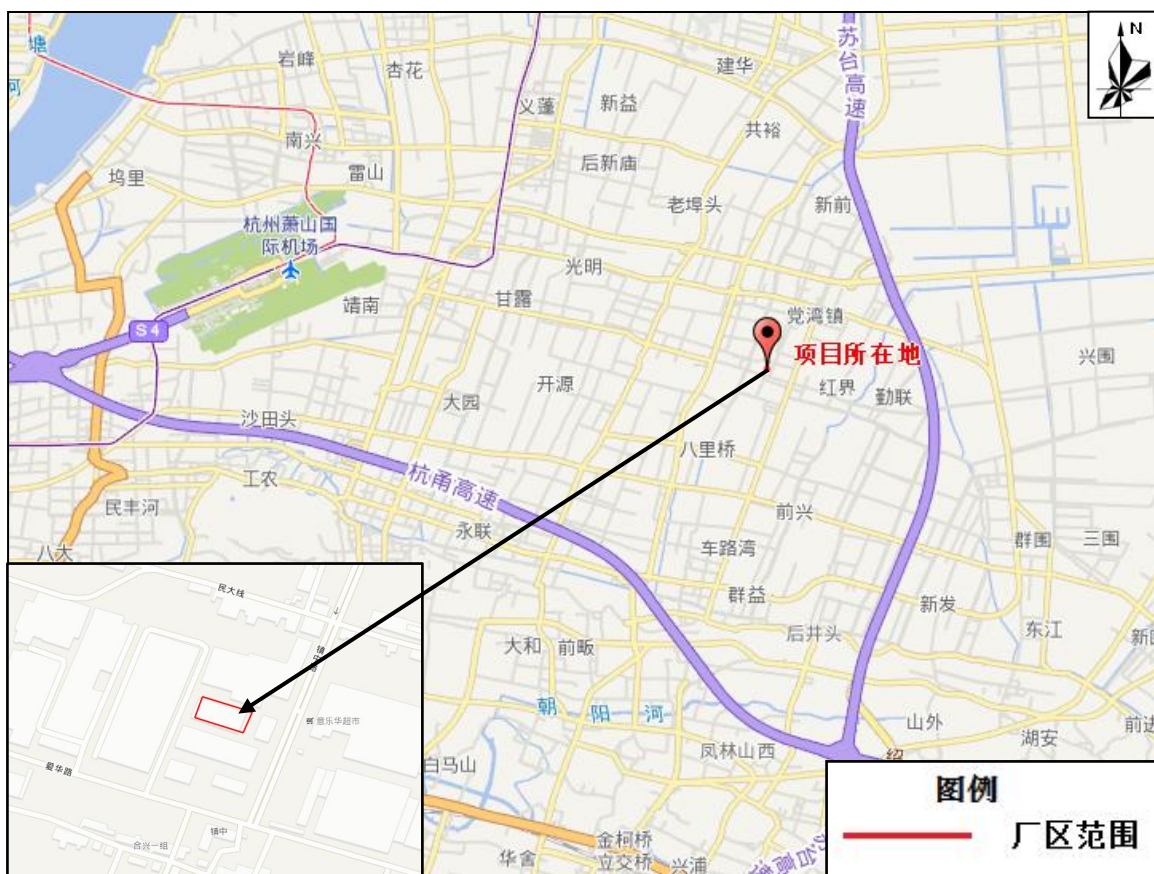 塘
河
岩峰
杏花
义蓬
新益
建华
共裕
苏台高速
N
南兴
雷山
后新庙
坞里
老埠头
新前
杭州萧山国
际机场
光明
靖南
甘露
党湾镇
S4
项目所在地
兴围
开源
红界
勤联
大园
沙田头
八里桥
工农
杭甬高速
民丰河
前兴
永联
车路湾
群围
三围
八大
群益
新发
东江
大和
前畈
后井头
朝阳河
山外
前进
湖安
凤林山西
绍
白马山
金柯桥
立交桥
华舍
兴浦
苏台高速
民大线
意乐华超市
爱华路
镇中
合兴一组
图例
厂区范围